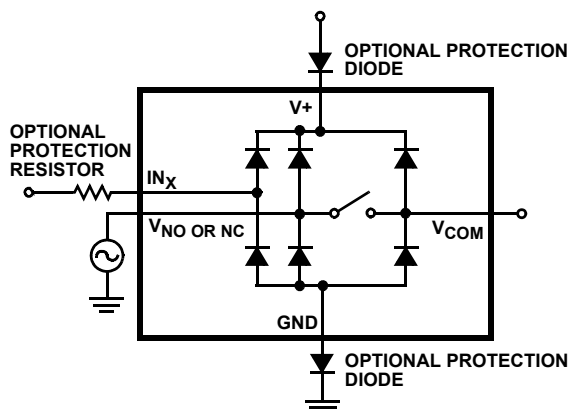 OPTIONAL PROTECTION
DIODE
V+
OPTIONAL
PROTECTION
RESISTOR
INX
VNO OR NC
VCOM
GND
OPTIONAL PROTECTION
DIODE